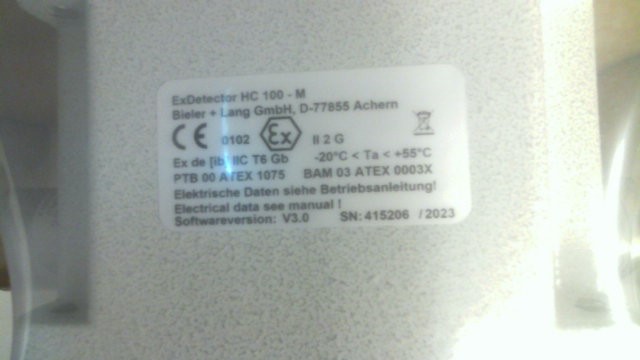 ExDetector HC 100 - M
Bieler + Lang GmbH, D-77855 Achern
CE 0102 Ex II 2 G
Ex de [ib] IIC T6 Gb -20°C < Ta < +55°C
PTB 00 ATEX 1075 BAM 03 ATEX 0003X
Elektrische Daten siehe Betriebsanleitung!
Electrical data see manual !
Softwareversion: V3.0 SN: 415206 / 2023